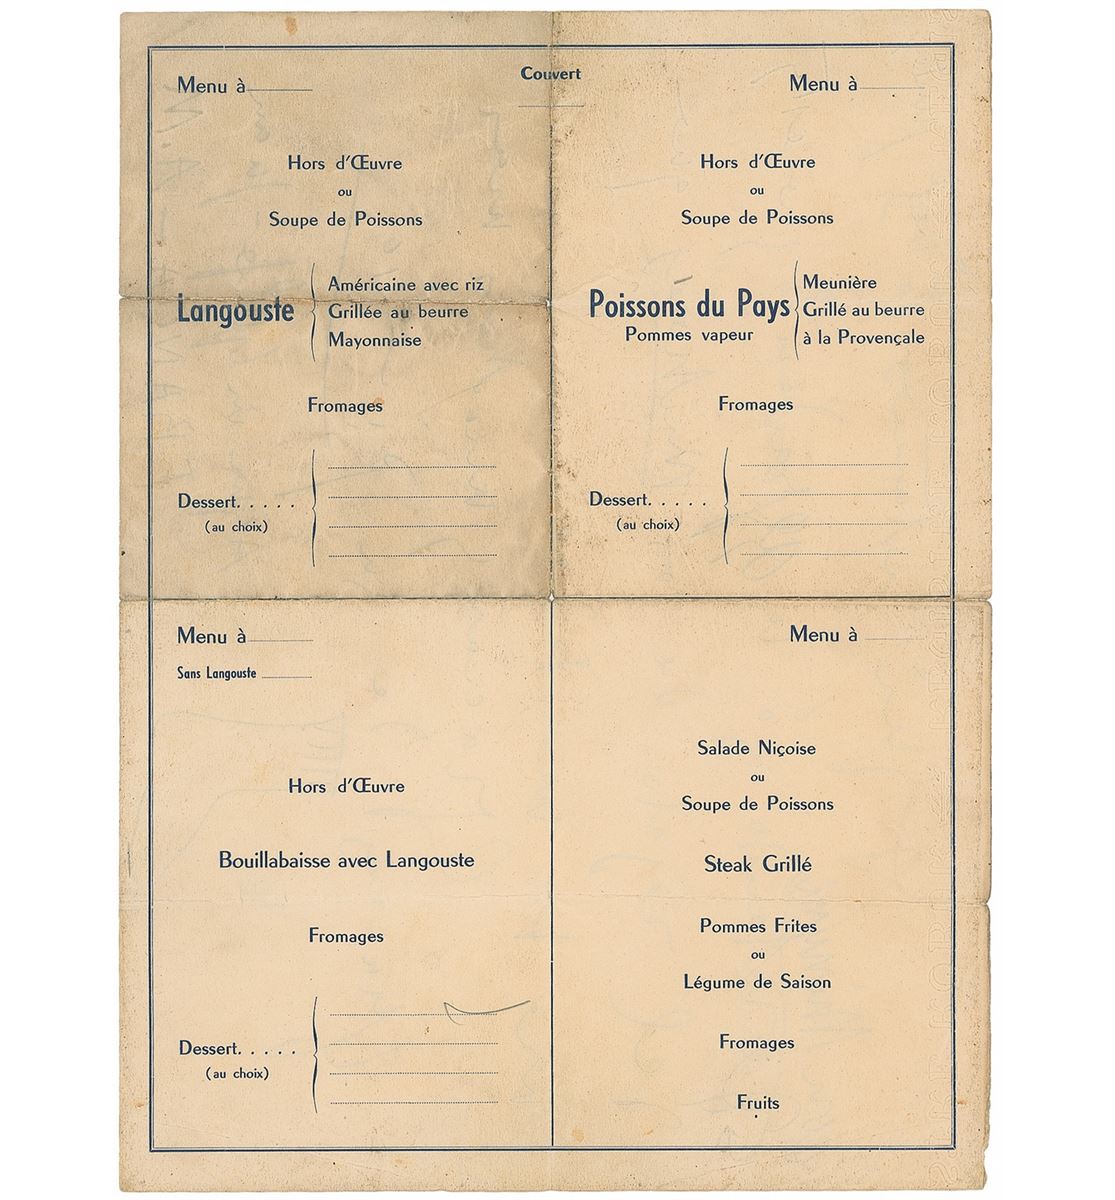 Couvert
Menu à
Hors d'Œuvre
ou
Soupe de Poissons
Langouste
Américaine avec riz
Grillée au beurre
Mayonnaise
Fromages
Dessert. . . . .
(au choix)
Menu à
Hors d'Œuvre
ou
Soupe de Poissons
Poissons du Pays
Pommes vapeur
Meunière
Grillé au beurre
à la Provençale
Fromages
Dessert. . . . .
(au choix)
Menu à
Sans Langouste
Hors d'Œuvre
Bouillabaisse avec Langouste
Fromages
Dessert. . . . .
(au choix)
Menu à
Salade Niçoise
ou
Soupe de Poissons
Steak Grillé
Pommes Frites
ou
Légume de Saison
Fromages
Fruits